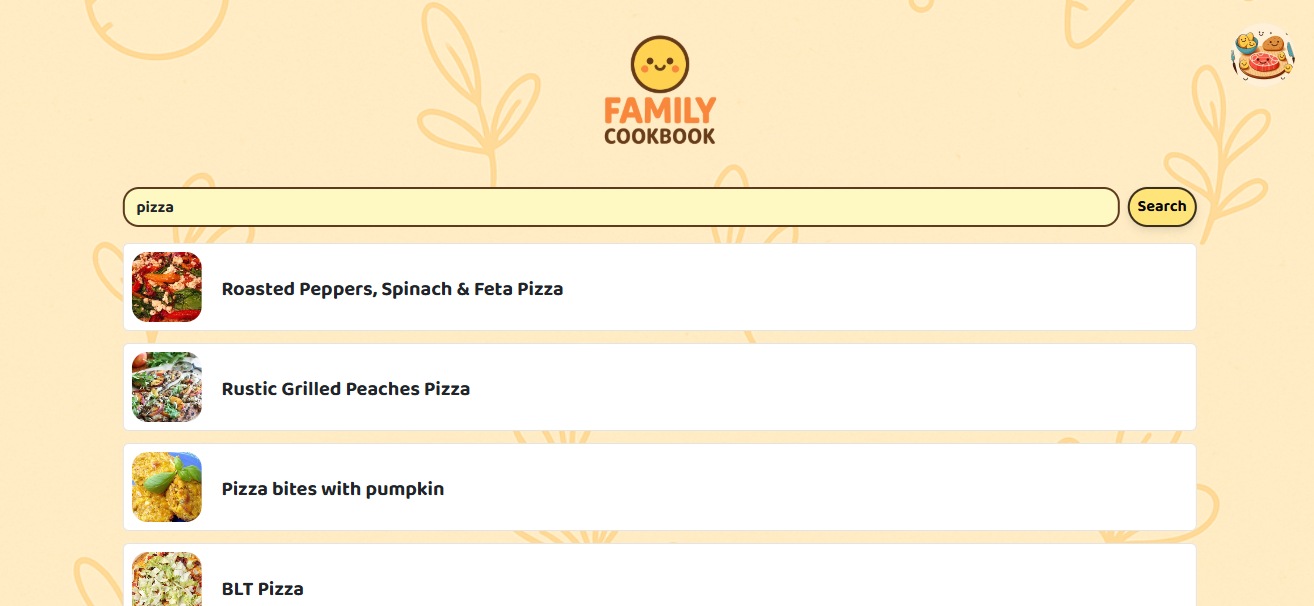 FAMILY
COOKBOOK
pizza
Search
Roasted Peppers, Spinach & Feta Pizza
Rustic Grilled Peaches Pizza
Pizza bites with pumpkin
BLT Pizza